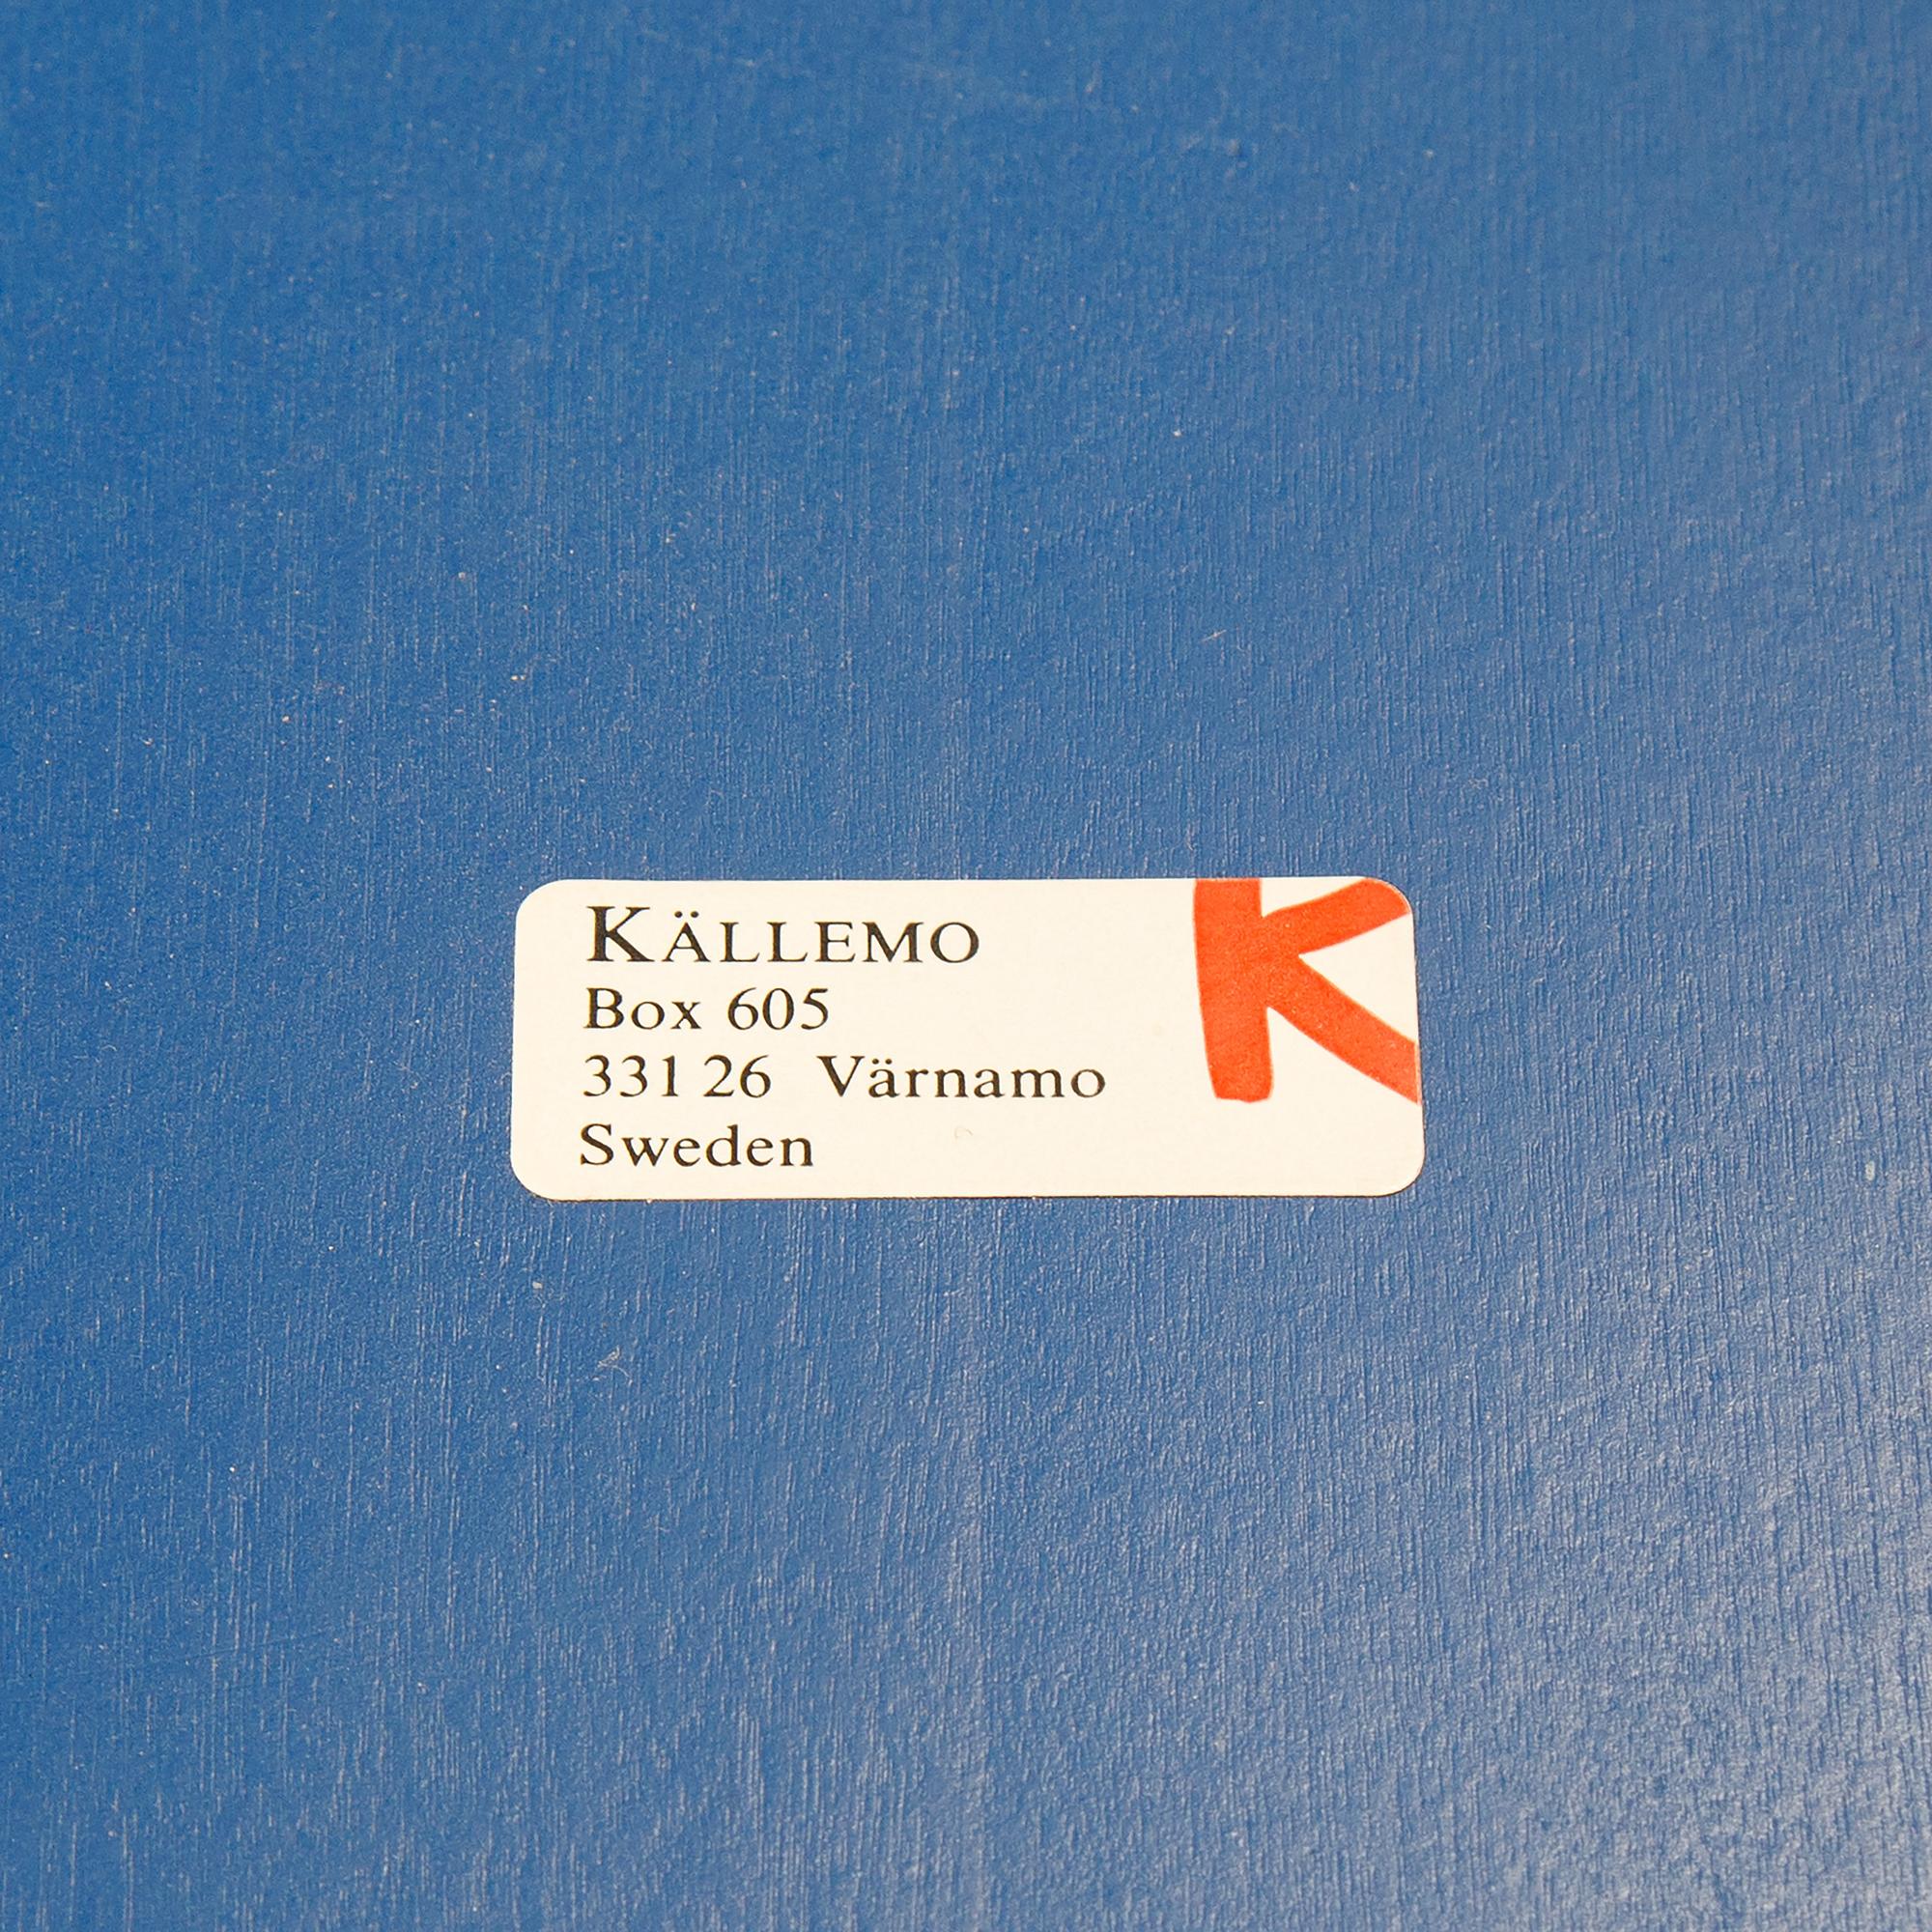 KÄLLEMO
Box 605
331 26 Värnamo
Sweden
K